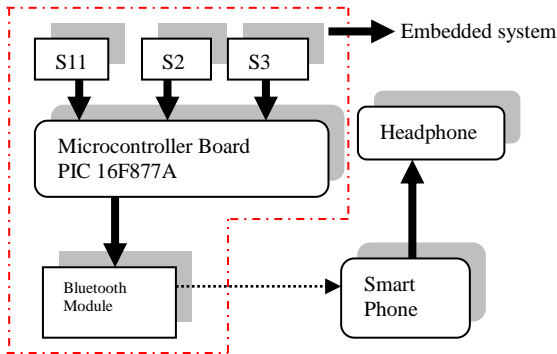 Embedded system
S11
S2
S3
Headphone
Microcontroller Board
PIC 16F877A
Bluetooth
Module
Smart
Phone